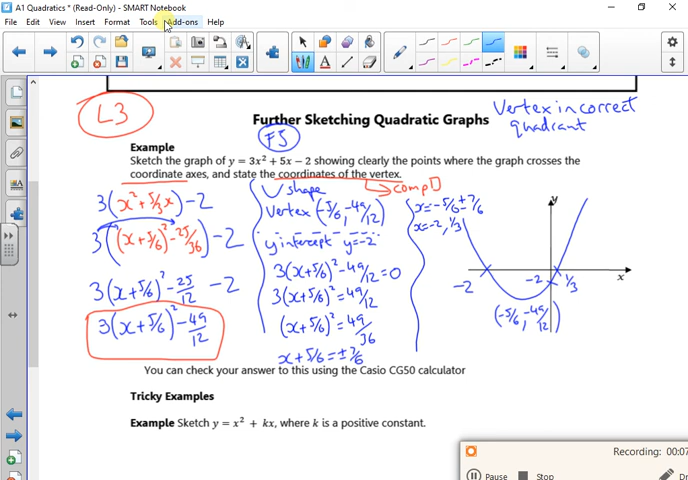 A1 Quadratics * (Read-Only) - SMART Notebook
File Edit View Insert Format Tools Add-ons Help
L3
Further Sketching Quadratic Graphs
Vertex in correct
quadrant
F5
Example
Sketch the graph of y = 3x² + 5x − 2 showing clearly the points where the graph crosses the
coordinate axes, and state the coordinates of the vertex.
3(x² + 5/3x) - 2
3((x + 5/6)² - 25/36) - 2
3(x + 5/6)² - 25/12 - 2
3(x + 5/6)² - 49/12
∪ shape
comp□
Vertex (-5/6, -49/12)
y intercept y=-2
3(x+5/6)² - 49/12 = 0
3(x+5/6)² = 49/12
(x+5/6)² = 49/36
x+5/6 = ±7/6
x=-5/6±7/6
x=-2, 1/3
y
x
-2
-2
1/3
(-5/6, -49/12)
You can check your answer to this using the Casio CG50 calculator
Tricky Examples
Example Sketch y = x² + kx, where k is a positive constant.
Recording: 00:07
Pause Stop